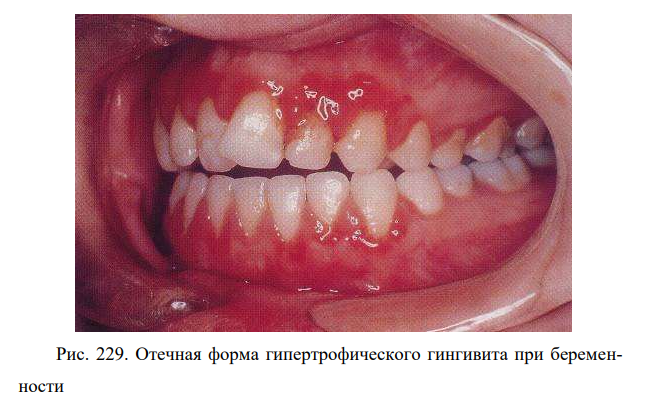 Рис. 229. Отечная форма гипертрофического гингивита при беремен-
ности